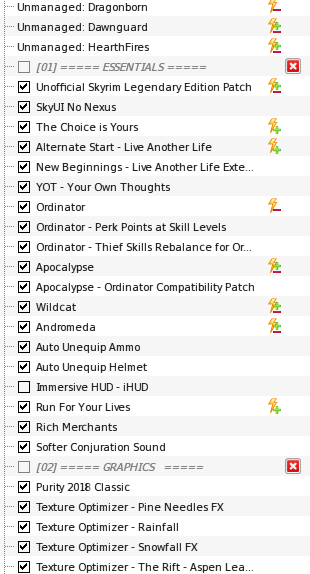 Unmanaged: Dragonborn
Unmanaged: Dawnguard
Unmanaged: HearthFires
[01] ===== ESSENTIALS =====
Unofficial Skyrim Legendary Edition Patch
SkyUI No Nexus
The Choice is Yours
Alternate Start - Live Another Life
New Beginnings - Live Another Life Exte...
YOT - Your Own Thoughts
Ordinator
Ordinator - Perk Points at Skill Levels
Ordinator - Thief Skills Rebalance for Or...
Apocalypse
Apocalypse - Ordinator Compatibility Patch
Wildcat
Andromeda
Auto Unequip Ammo
Auto Unequip Helmet
Immersive HUD - iHUD
Run For Your Lives
Rich Merchants
Softer Conjuration Sound
[02] ===== GRAPHICS =====
Purity 2018 Classic
Texture Optimizer - Pine Needles FX
Texture Optimizer - Rainfall
Texture Optimizer - Snowfall FX
Texture Optimizer - The Rift - Aspen Lea...